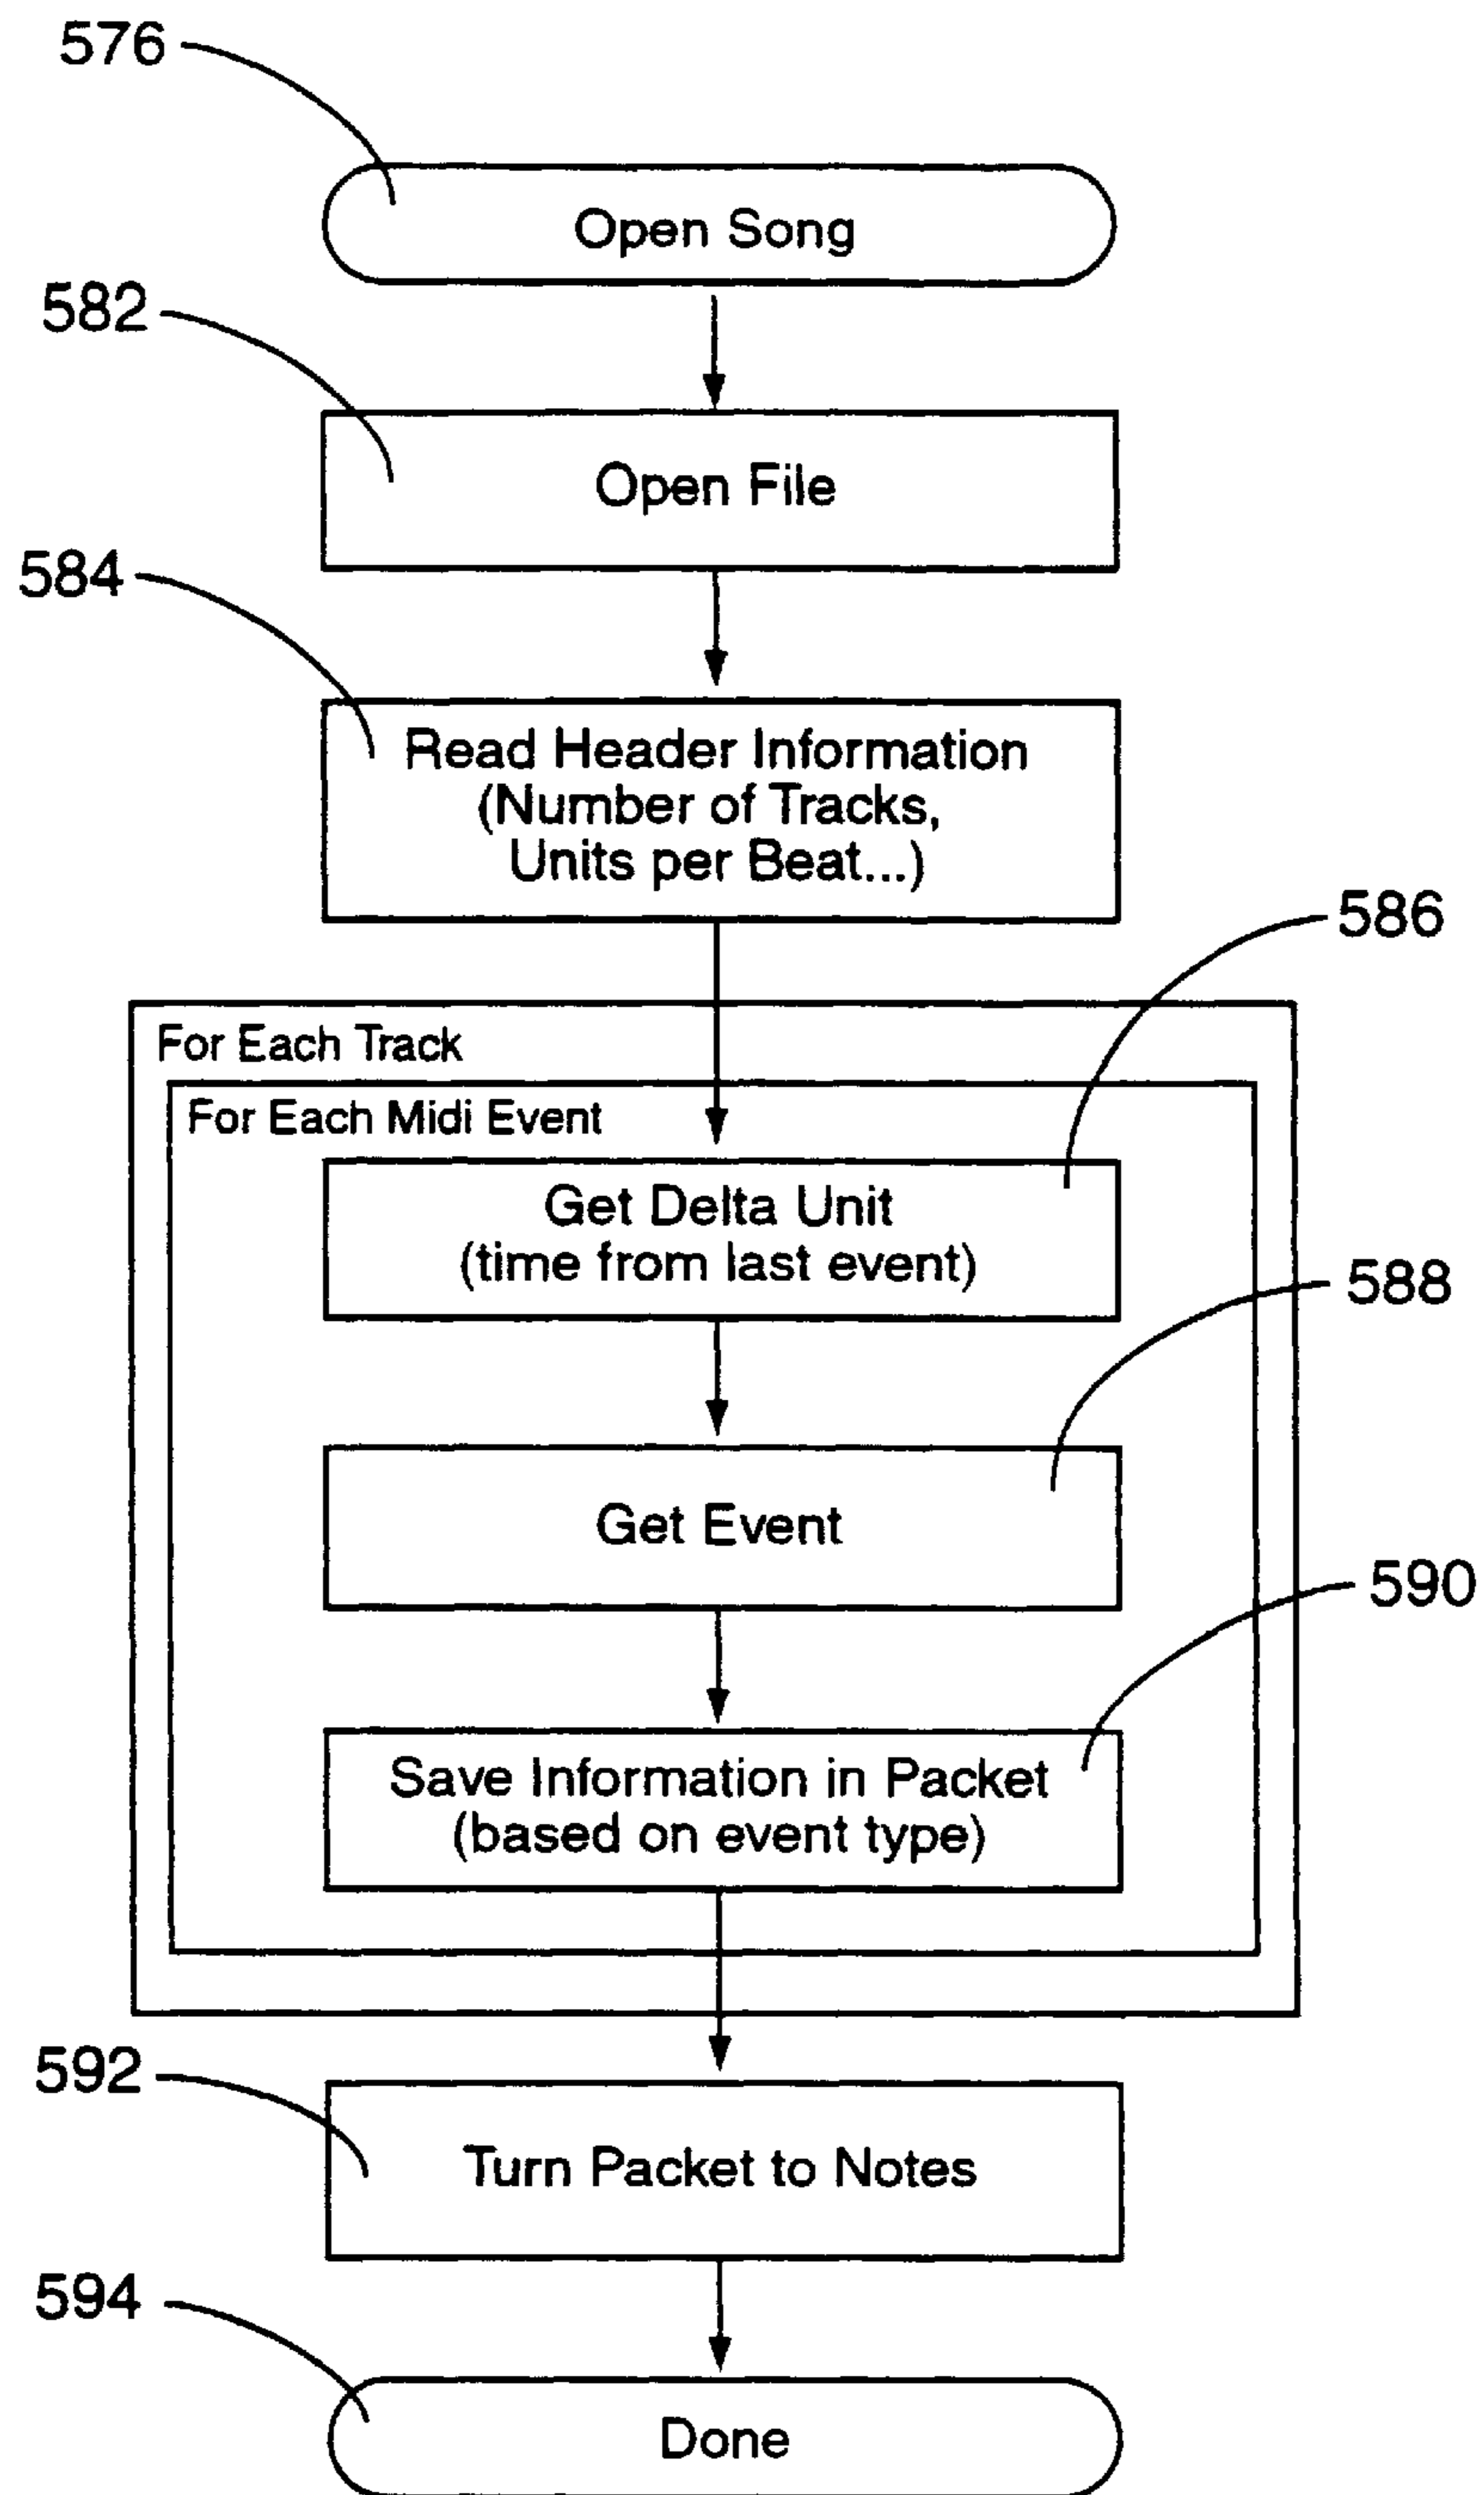 576
Open Song
582
Open File
584
Read Header Information
(Number of Tracks,
Units per Beat...)
586
For Each Track
For Each Midi Event
Get Delta Unit
(time from last event)
588
Get Event
590
Save Information in Packet
(based on event type)
592
Turn Packet to Notes
594
Done